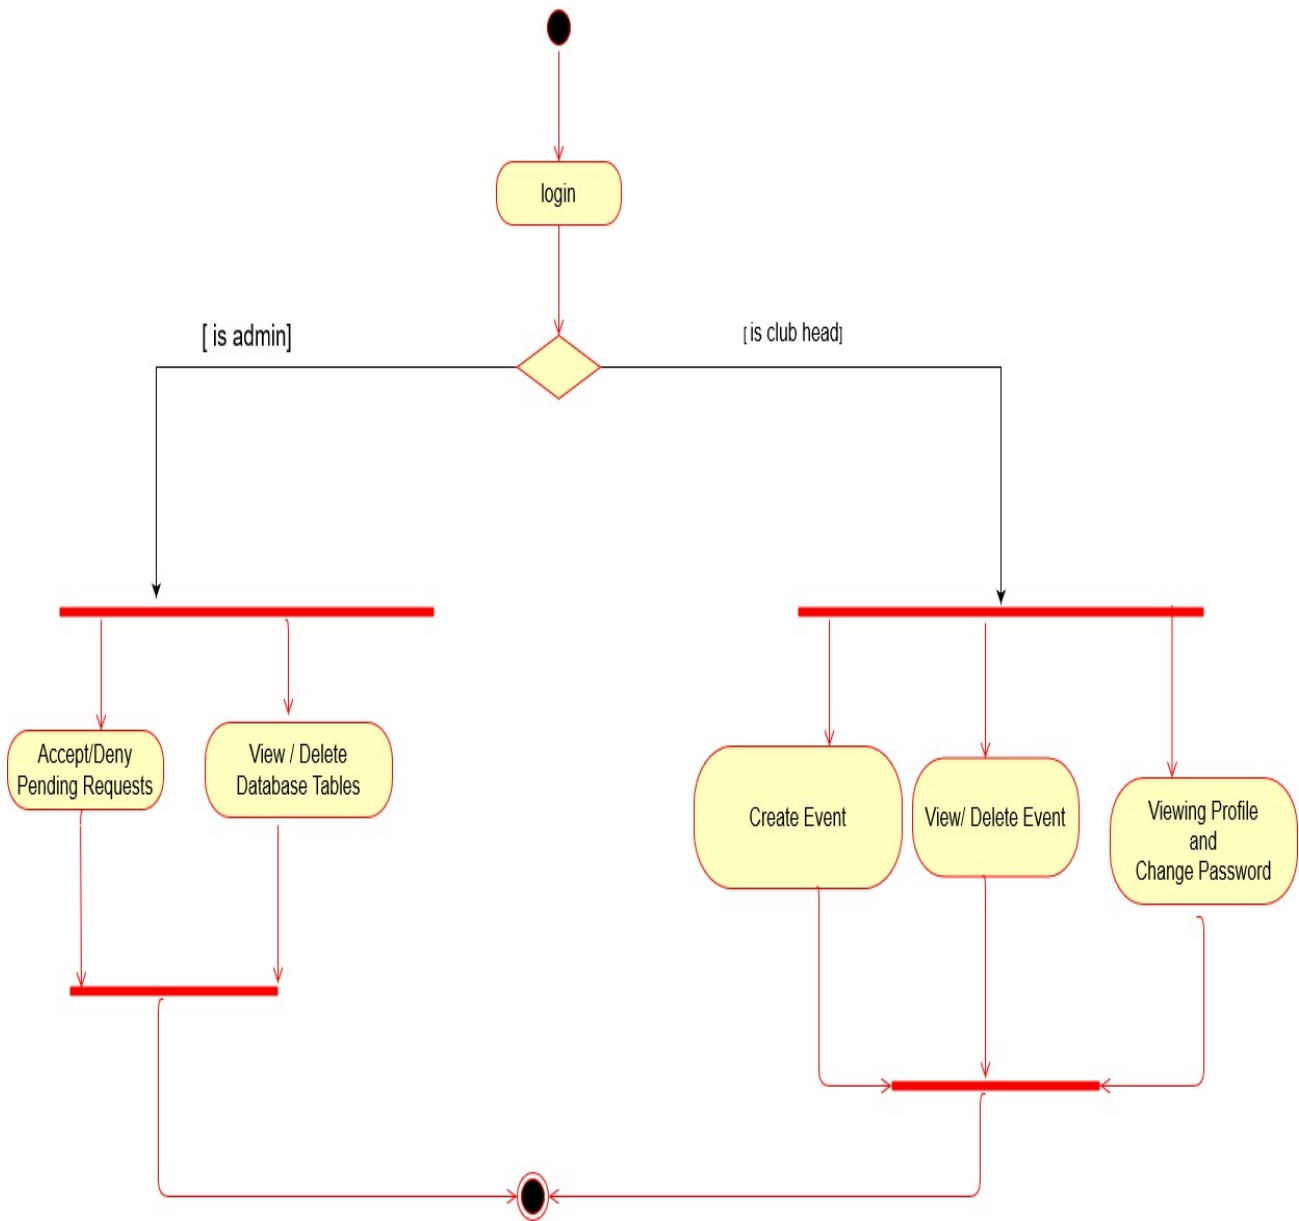 login
[ is admin]
[ is club head]
Accept/Deny
Pending Requests
View / Delete
Database Tables
Create Event
View/ Delete Event
Viewing Profile
and
Change Password